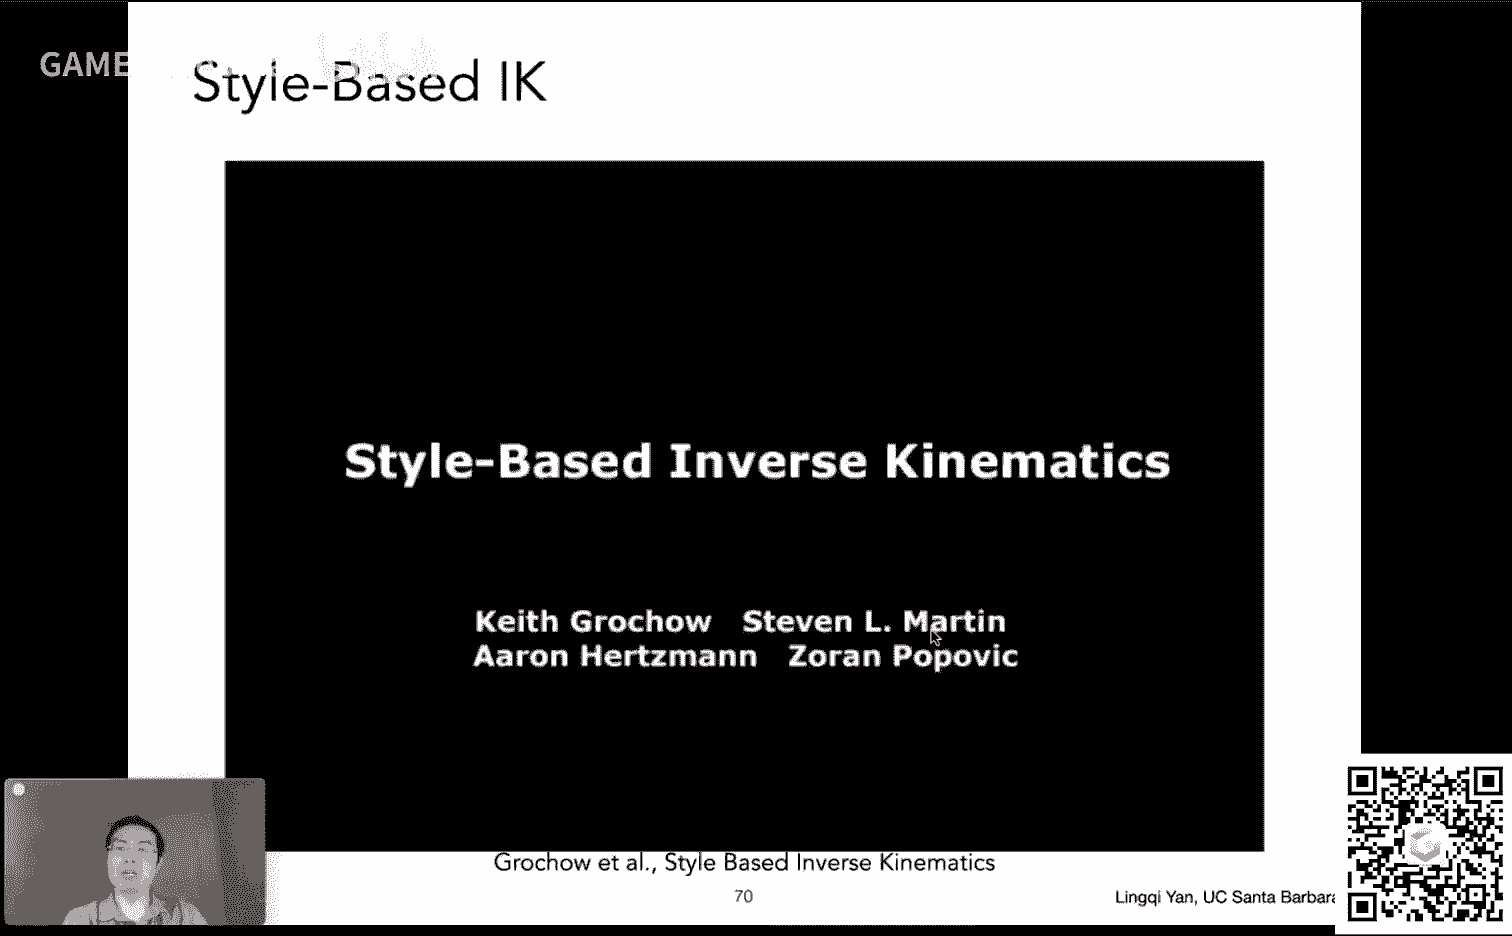 GAME
Style-Based IK
Style-Based Inverse Kinematics
Keith Grochow Steven L. Martin
Aaron Hertzmann Zoran Popovic
Grochow et al., Style Based Inverse Kinematics
70
Lingqi Yan, UC Santa Barbara